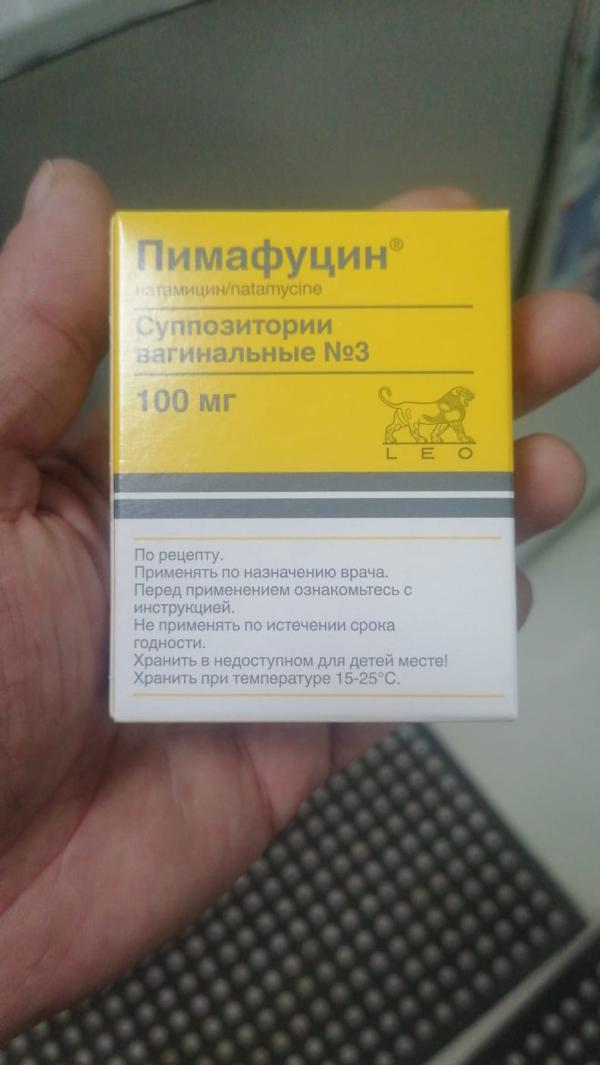 Пимафуцин®
натамицин/natamycine
Суппозитории
вагинальные №3
100 мг
LEO
По рецепту.
Применять по назначению врача.
Перед применением ознакомьтесь с
инструкцией.
Не применять по истечении срока
годности.
Хранить в недоступном для детей месте!
Хранить при температуре 15-25°C.